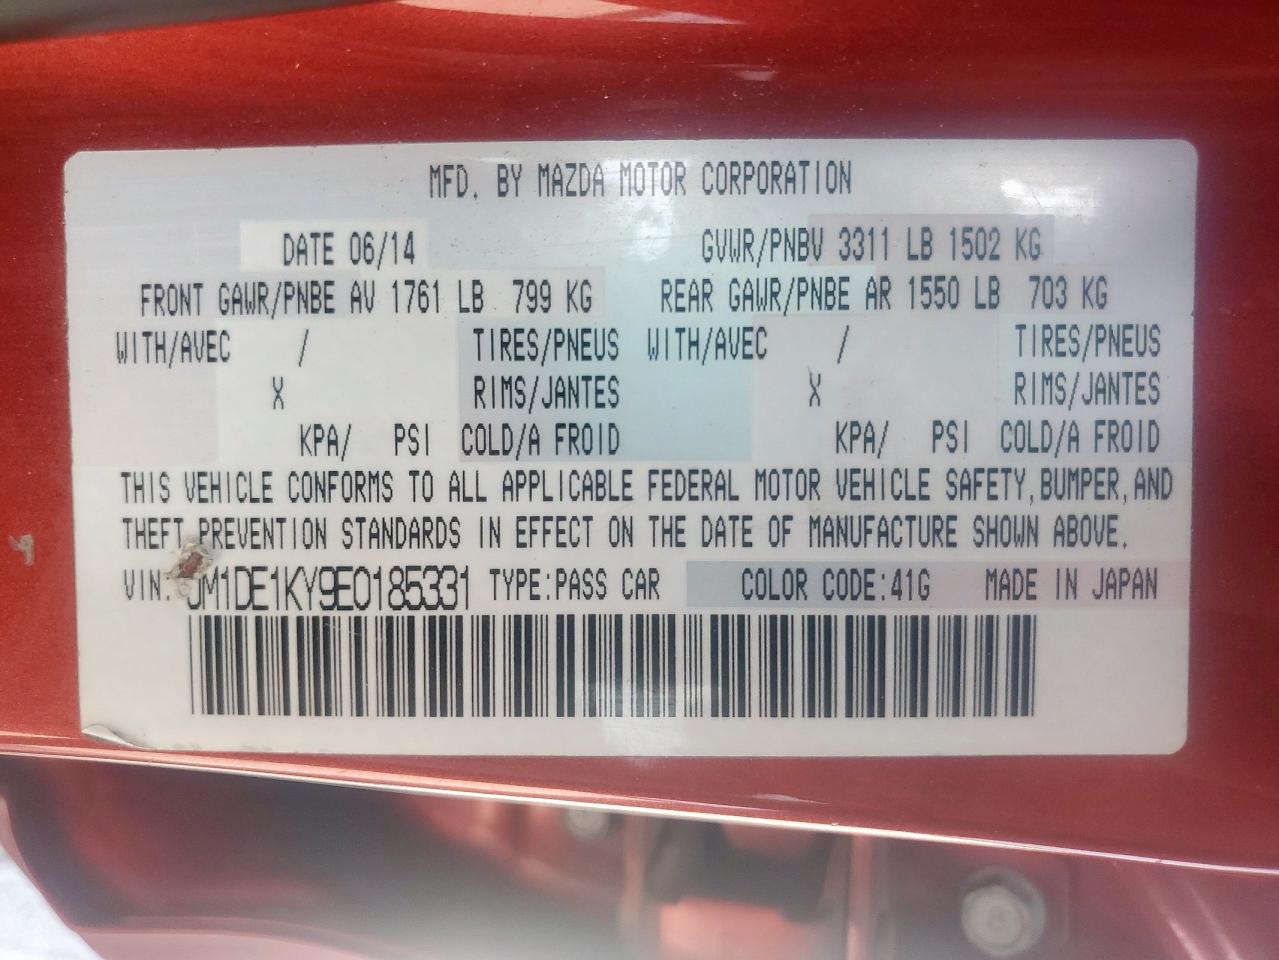 MFD. BY MAZDA MOTOR CORPORATION
DATE 06/14 GVWR/PNBV 3311 LB 1502 KG
FRONT GAWR/PNBE AV 1761 LB 799 KG REAR GAWR/PNBE AR 1550 LB 703 KG
WITH/AVEC / TIRES/PNEUS WITH/AVEC / TIRES/PNEUS
X RIMS/JANTES X RIMS/JANTES
KPA/ PSI COLD/A FROID KPA/ PSI COLD/A FROID
THIS VEHICLE CONFORMS TO ALL APPLICABLE FEDERAL MOTOR VEHICLE SAFETY, BUMPER, AND
THEFT PREVENTION STANDARDS IN EFFECT ON THE DATE OF MANUFACTURE SHOWN ABOVE.
VIN: JM1DE1KY9E0185331 TYPE:PASS CAR COLOR CODE:41G MADE IN JAPAN